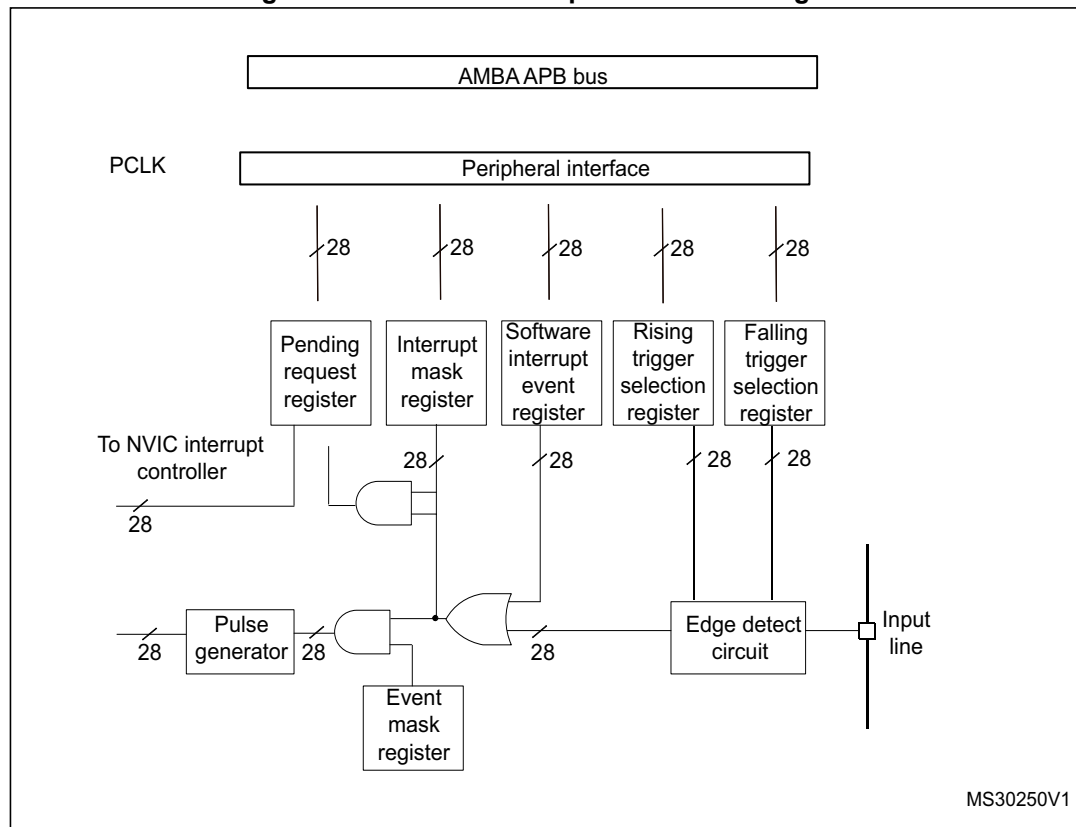 AMBA APB bus
PCLK
Peripheral interface
28
28
28
28
28
Pending
request
register
Interrupt
mask
register
Software
interrupt
event
register
Rising
trigger
selection
register
Falling
trigger
selection
register
To NVIC interrupt
controller
28
28
28
28
28
Pulse
generator
28
28
28
Edge detect
circuit
Input
line
Event
mask
register
MS30250V1